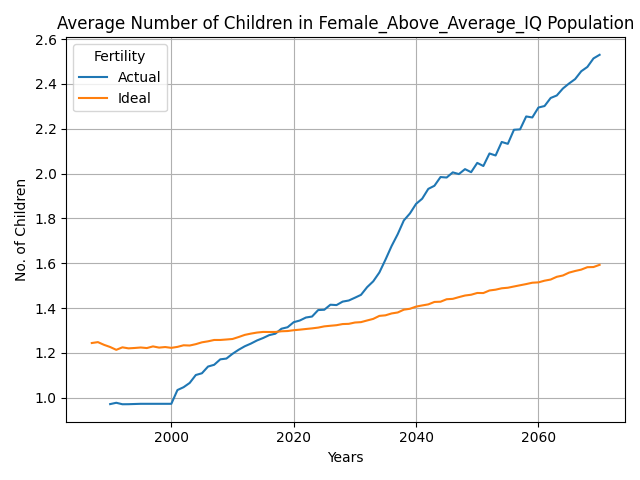 Average Number of Children in Female_Above_Average_IQ Population
2.6
2.4
2.2
2.0
1.8
1.6
1.4
1.2
1.0
No. of Children
Fertility
Actual
Ideal
2000
2020
2040
2060
Years